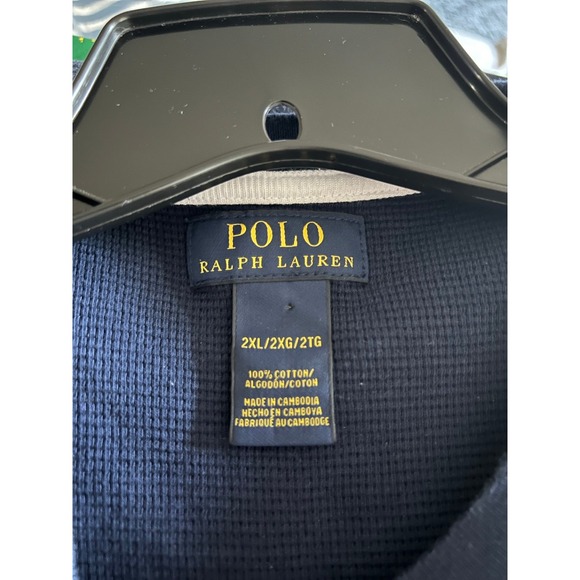 POLO
RALPH LAUREN
2XL/2XG/2TG
100% COTTON/
ALGODÓN/COTON
MADE IN CAMBODIA
HECHO EN CAMBOYA
FABRIQUÉ AU CAMBODGE